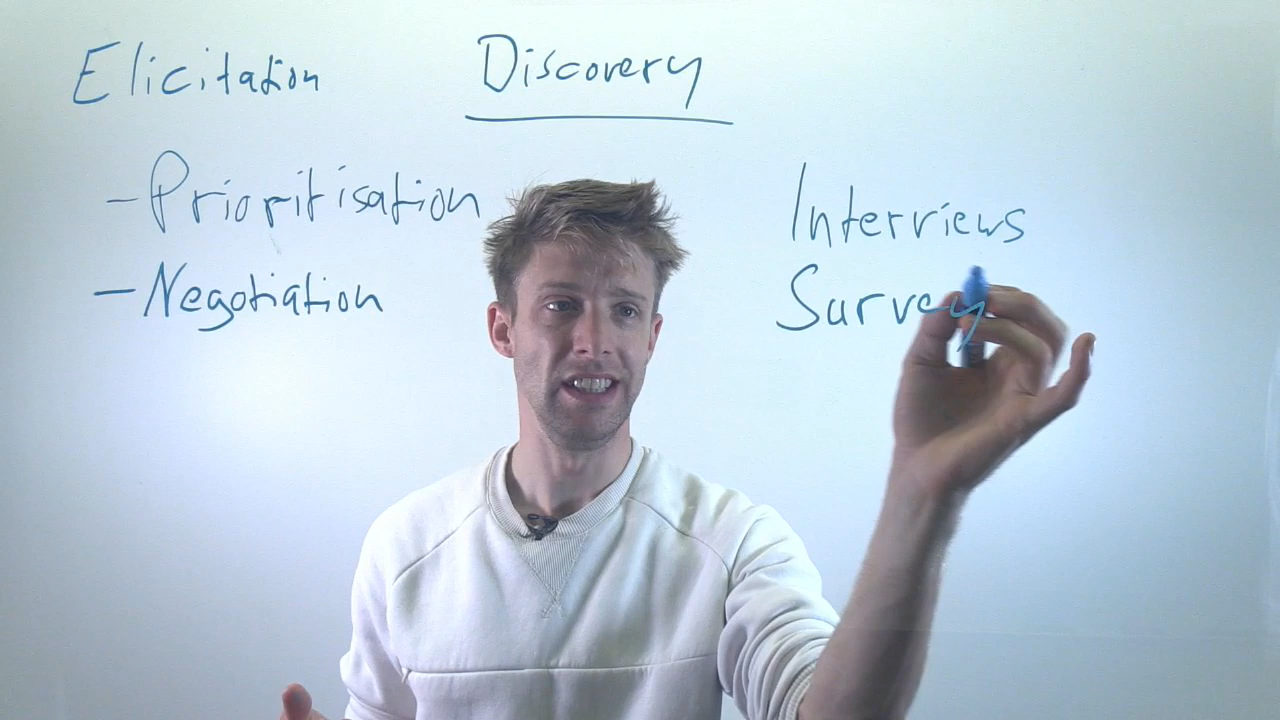 Elicitation
Discovery
- Prioritisation
- Negotiation
Interviews
Survey